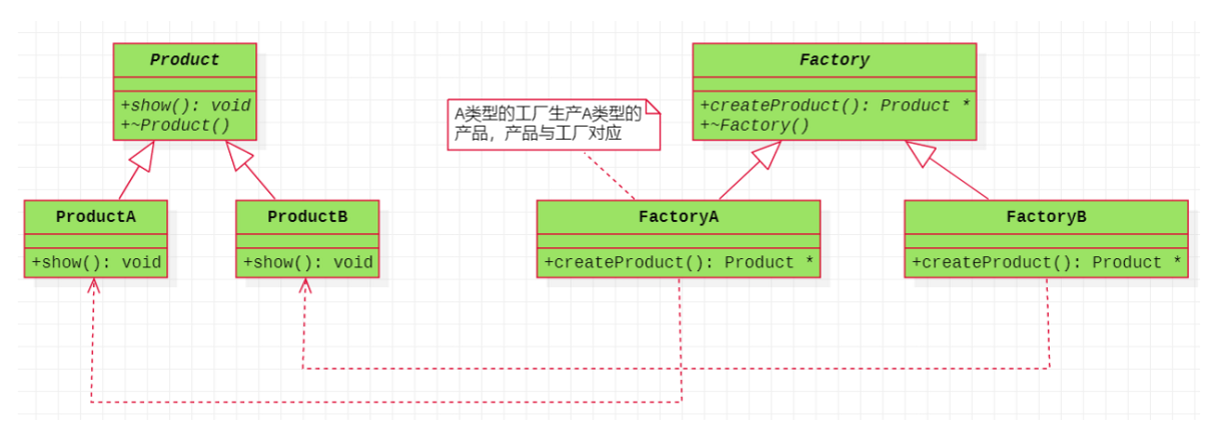 Product
+show(): void
+~Product()
Factory
+createProduct(): Product *
+~Factory()
A类型的工厂生产A类型的
产品，产品与工厂对应
ProductA
+show(): void
ProductB
+show(): void
FactoryA
+createProduct(): Product *
FactoryB
+createProduct(): Product *